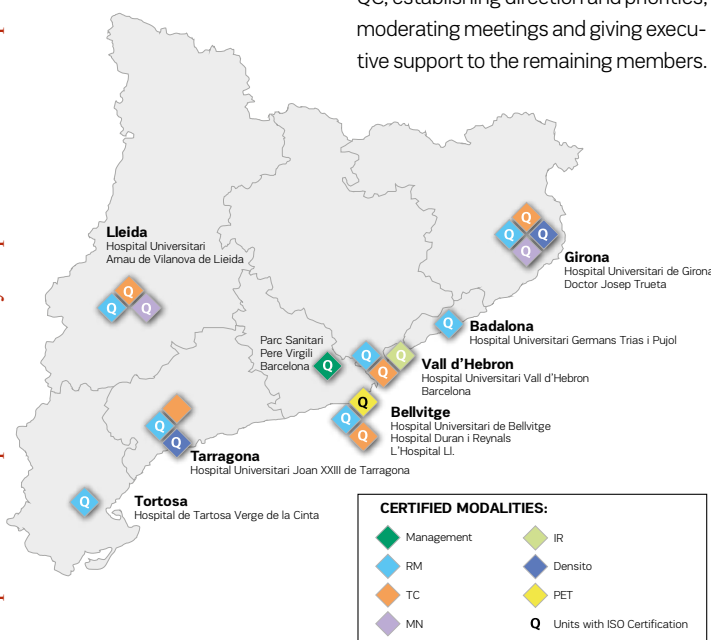 QC, establishing direction and priorities,
moderating meetings and giving execu-
tive support to the remaining members.
Lleida
Hospital Universitari
Arnau de Vilanova de Lleida
Q
Q
Q
Q
Q
Q
Q
Girona
Hospital Universitari de Girona
Doctor Josep Trueta
Q
Badalona
Hospital Universitari Germans Trias i Pujol
Parc Sanitari
Pere Virgili
Barcelona
Q
Q
Q
Q
Vall d’Hebron
Hospital Universitari Vall d’Hebron
Barcelona
Q
Q
Q
Bellvitge
Hospital Universitari de Bellvitge
Hospital Duran i Reynals
L’Hospital Ll.
Q
Q
Tarragona
Hospital Universitari Joan XXIII de Tarragona
Q
Tortosa
Hospital de Tartosa Verge de la Cinta
CERTIFIED MODALITIES:
Management
RM
TC
MN
IR
Densito
PET
Q Units with ISO Certification